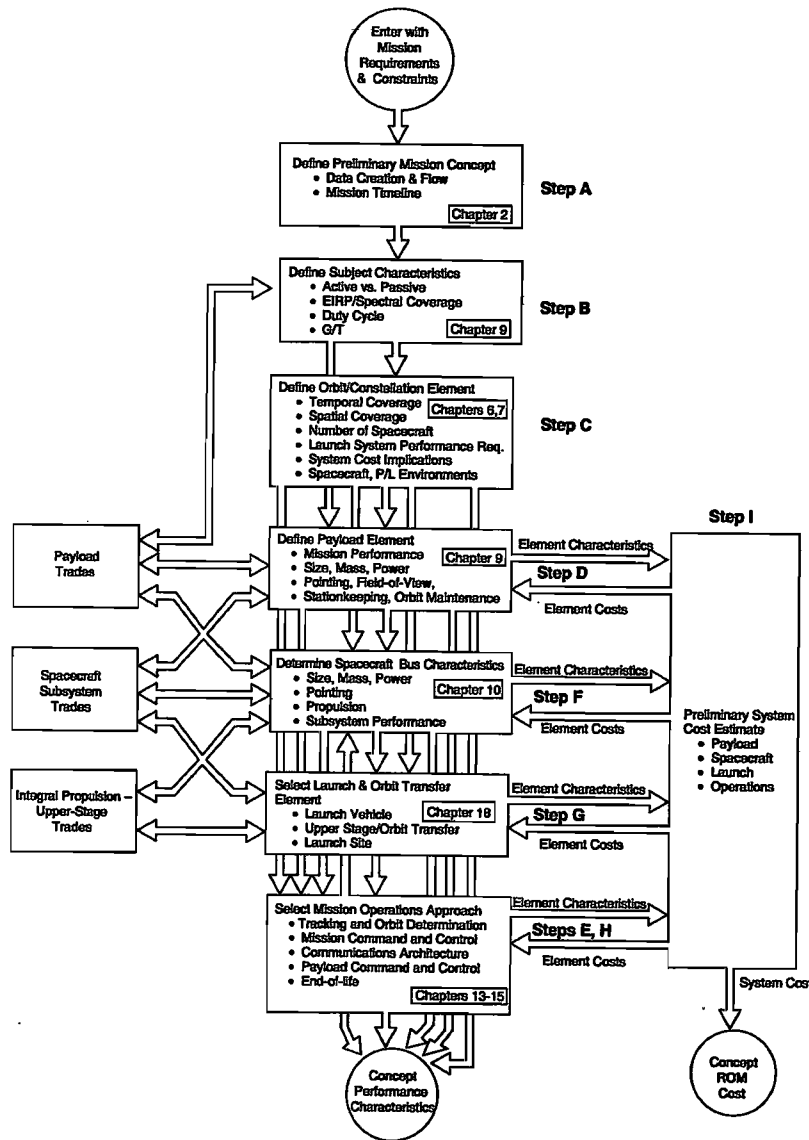 Enter with
Mission
Requirements
& Constraints
Define Preliminary Mission Concept
• Data Creation & Flow
• Mission Timeline
Chapter 2
Step A
Define Subject Characteristics
• Active vs. Passive
• EIRP/Spectral Coverage
• Duty Cycle
• G/T
Chapter 9
Step B
Define Orbit/Constellation Element
• Temporal Coverage
• Spatial Coverage
• Number of Spacecraft
• Launch System Performance Req.
• System Cost Implications
• Spacecraft, P/L Environments
Chapters 6,7
Step C
Payload
Trades
Define Payload Element
• Mission Performance
• Size, Mass, Power
• Pointing, Field-of-View,
• Stationkeeping, Orbit Maintenance
Chapter 9
Element Characteristics
Step D
Element Costs
Step I
Spacecraft
Subsystem
Trades
Determine Spacecraft Bus Characteristics
• Size, Mass, Power
• Pointing
• Propulsion
• Subsystem Performance
Chapter 10
Element Characteristics
Step F
Element Costs
Preliminary System
Cost Estimate
• Payload
• Spacecraft
• Launch
• Operations
Integral Propulsion –
Upper-Stage
Trades
Select Launch & Orbit Transfer
Element
• Launch Vehicle
• Upper Stage/Orbit Transfer
• Launch Site
Chapter 18
Element Characteristics
Step G
Element Costs
Select Mission Operations Approach
• Tracking and Orbit Determination
• Mission Command and Control
• Communications Architecture
• Payload Command and Control
• End-of-life
Chapters 13-15
Element Characteristics
Steps E, H
Element Costs
System Cost
Concept
Performance
Characteristics
Concept
ROM
Cost